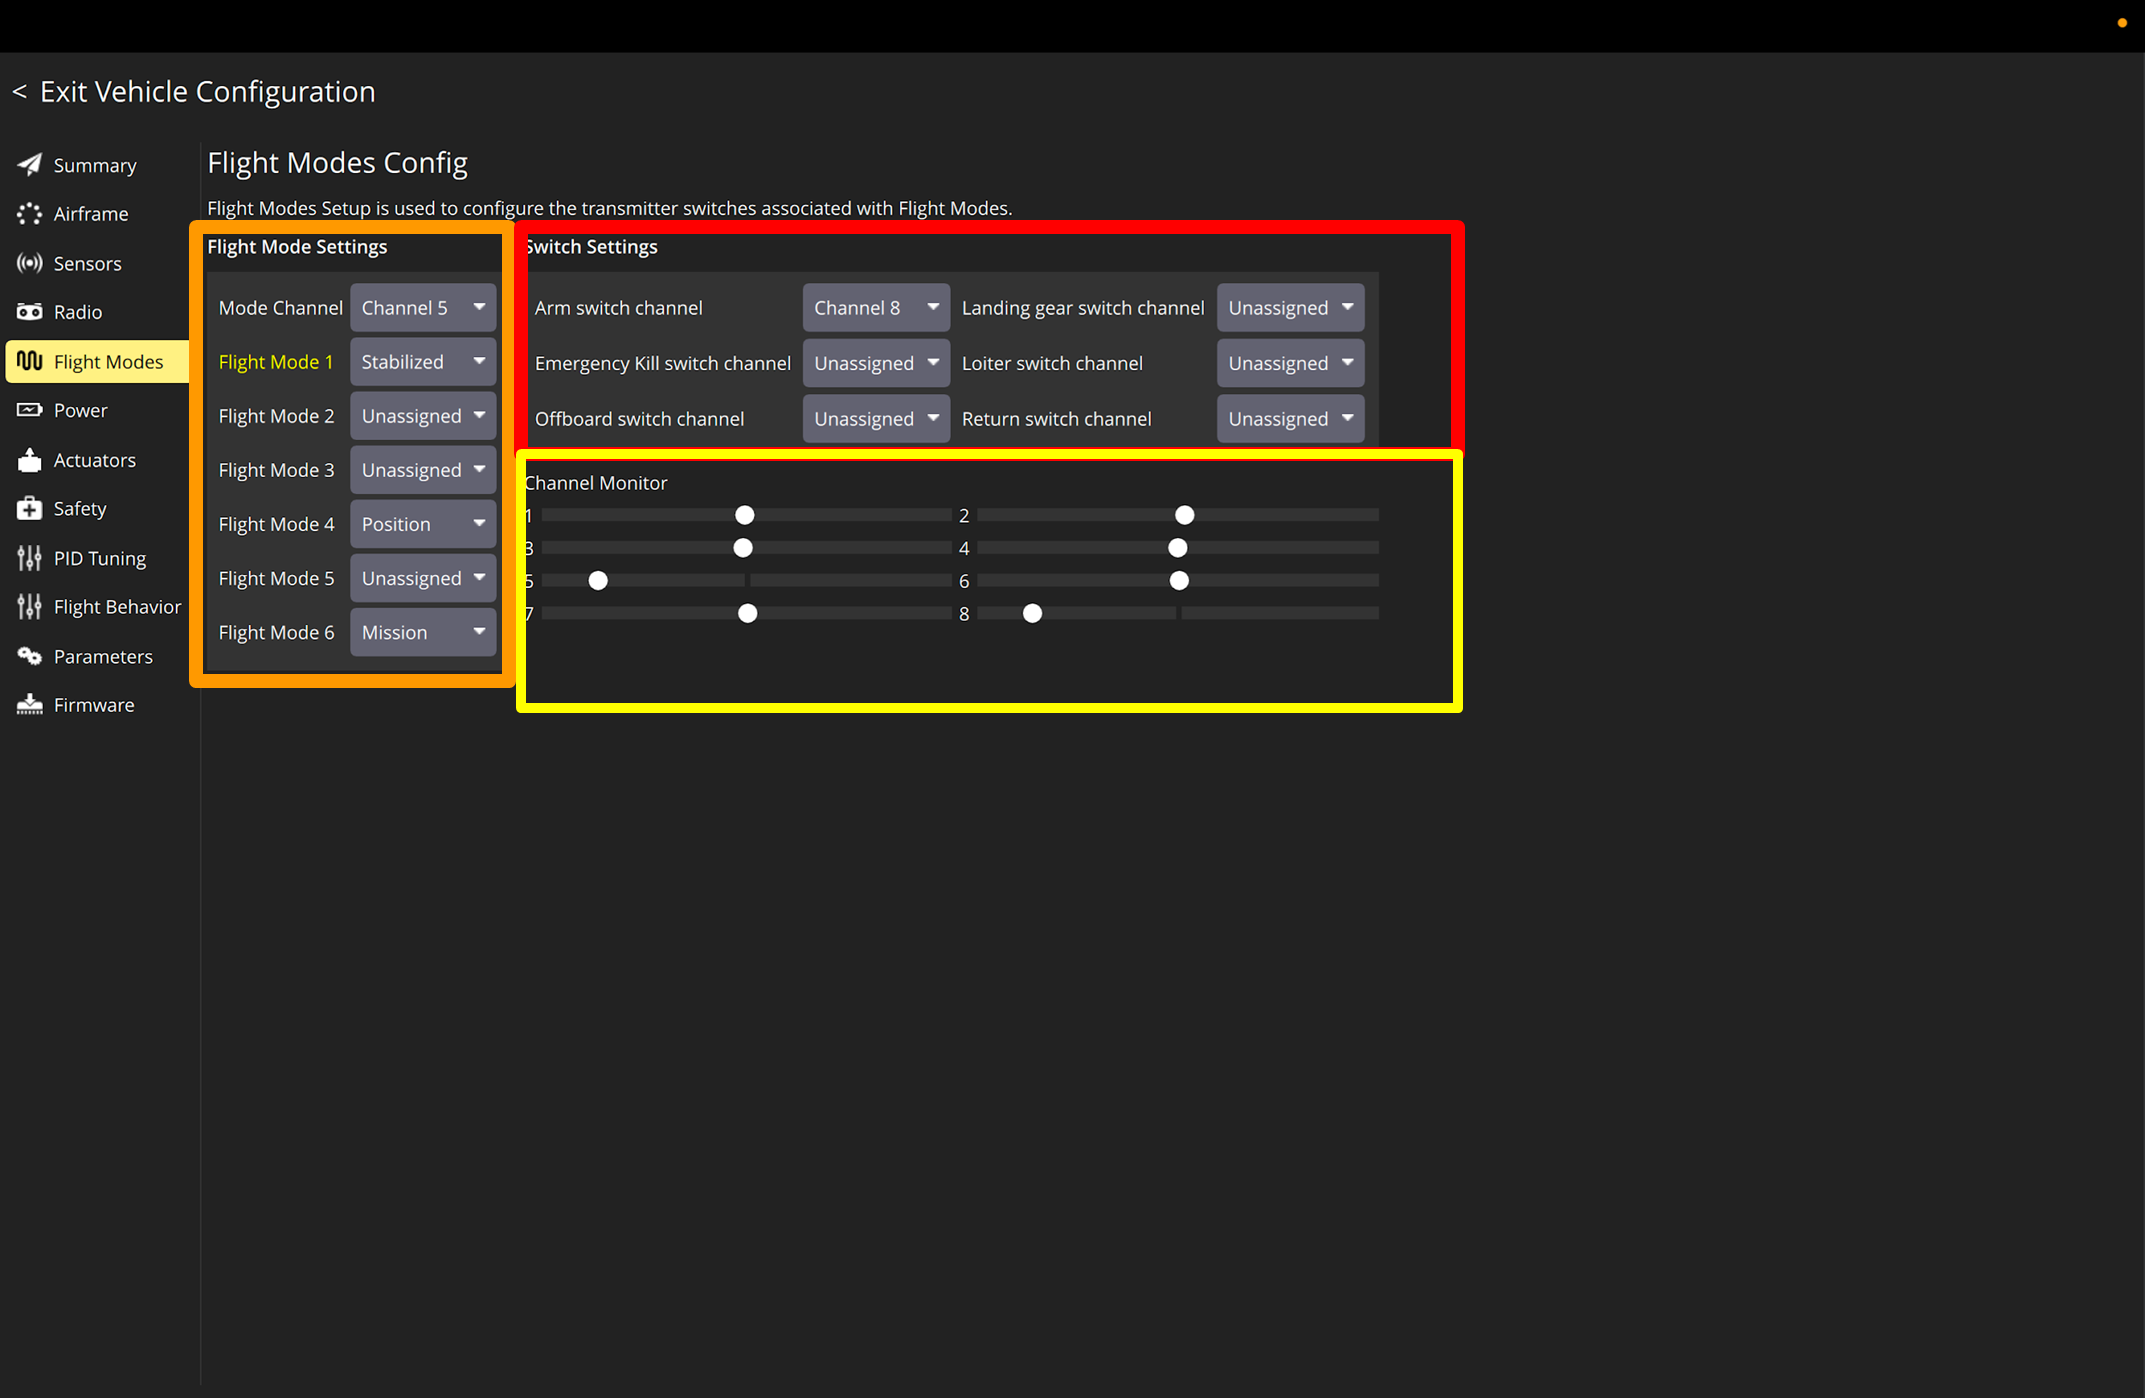 < Exit Vehicle Configuration
Summary
Airframe
Sensors
Radio
Flight Modes
Power
Actuators
Safety
PID Tuning
Flight Behavior
Parameters
Firmware
Flight Modes Config
Flight Modes Setup is used to configure the transmitter switches associated with Flight Modes.
Flight Mode Settings
Mode Channel Channel 5
Flight Mode 1 Stabilized
Flight Mode 2 Unassigned
Flight Mode 3 Unassigned
Flight Mode 4 Position
Flight Mode 5 Unassigned
Flight Mode 6 Mission
Switch Settings
Arm switch channel Channel 8 Landing gear switch channel Unassigned
Emergency Kill switch channel Unassigned Loiter switch channel Unassigned
Offboard switch channel Unassigned Return switch channel Unassigned
Channel Monitor
1 2
3 4
5 6
7 8